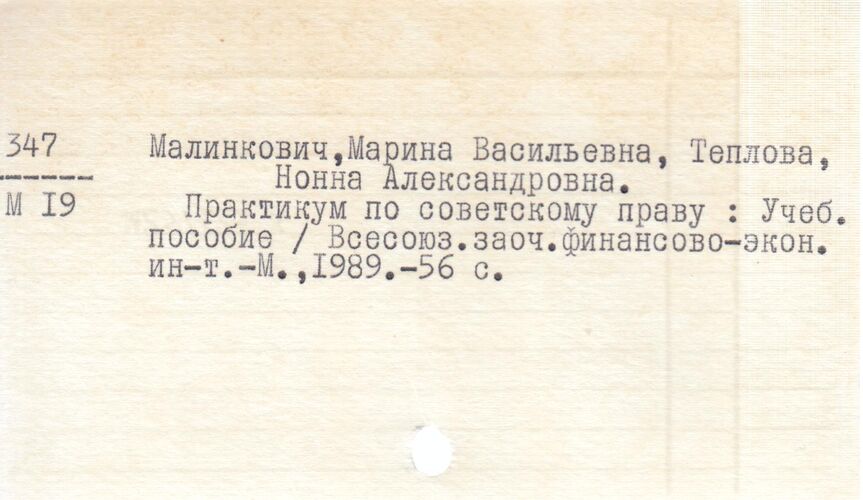 347
М I9
Малинкович,Марина Васильевна, Теплова,
Нонна Александровна.
Практикум по советскому праву : Учеб.
пособие / Всесоюз.заоч.финансово-экон.
ин-т.-М.,I989.-56 с.